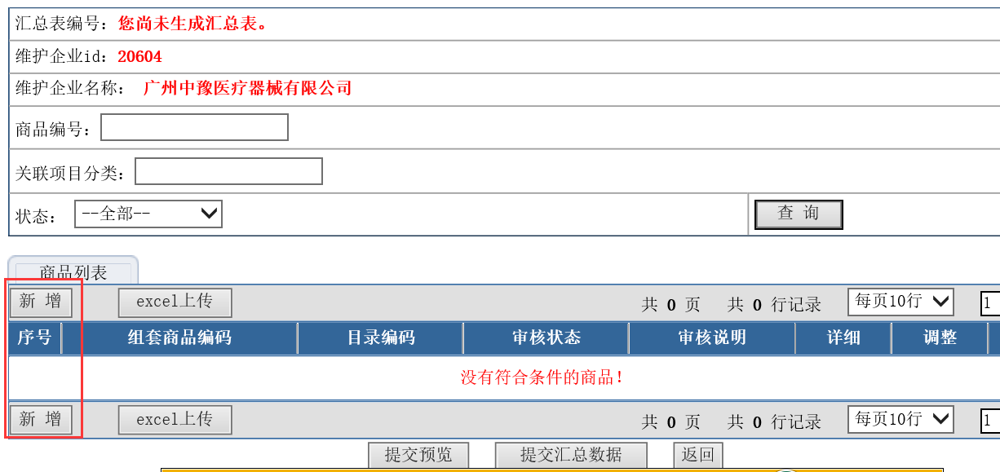 汇总表编号：您尚未生成汇总表。
维护企业id：20604
维护企业名称： 广州中豫医疗器械有限公司
商品编号：
关联项目分类：
状态： --全部-- 查 询
商品列表
新 增 excel上传 共 0 页 共 0 行记录 每页10行 1
序号 组套商品编码 目录编码 审核状态 审核说明 详细 调整
没有符合条件的商品！
新 增 excel上传 共 0 页 共 0 行记录 每页10行 1
提交预览 提交汇总数据 返回